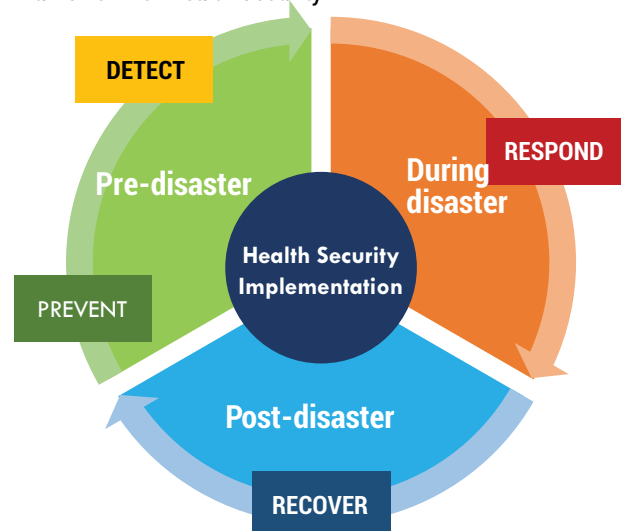 DETECT
Pre-disaster
PREVENT
During
disaster
RESPOND
Health Security
Implementation
Post-disaster
RECOVER